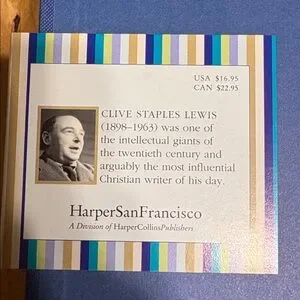 USA $16.95
CAN $22.95
CLIVE STAPLES LEWIS
(1898–1963) was one of
the intellectual giants of
the twentieth century and
arguably the most influential
Christian writer of his day.
HarperSanFrancisco
A Division of HarperCollinsPublishers